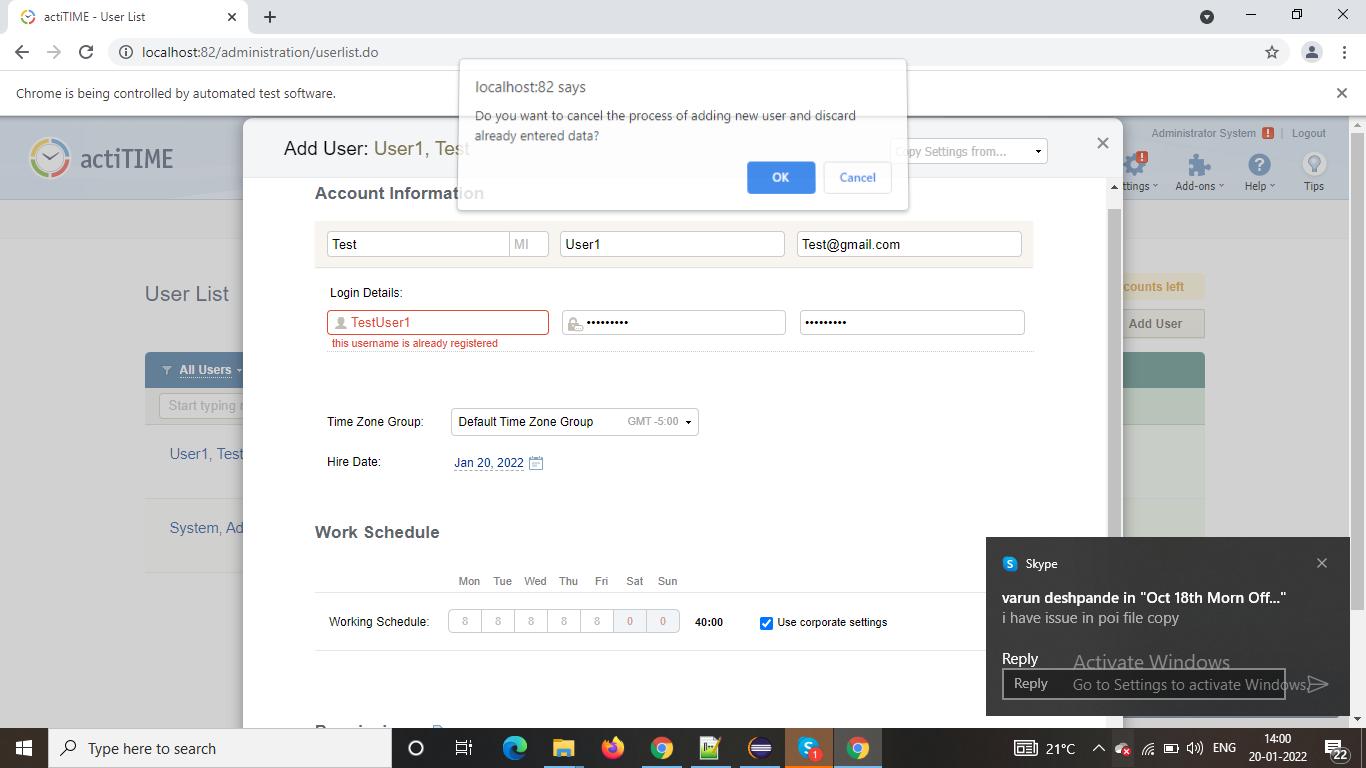 actiTIME - User List
localhost:82/administration/userlist.do
Chrome is being controlled by automated test software.
localhost:82 says
Do you want to cancel the process of adding new user and discard
already entered data?
OK
Cancel
actiTIME
Add User: User1, Test
Copy Settings from...
Administrator System
Logout
ttings
Add-ons
Help
Tips
Account Information
Test
MI
User1
Test@gmail.com
User List
counts left
Login Details:
TestUser1
•••••••••
•••••••••
this username is already registered
Add User
All Users
Start typing
Time Zone Group:
Default Time Zone Group
GMT -5:00
User1, Test
Hire Date:
Jan 20, 2022
System, Ad
Work Schedule
Mon Tue Wed Thu Fri Sat Sun
Working Schedule:
8 8 8 8 8 0 0
40:00
Use corporate settings
Skype
varun deshpande in "Oct 18th Morn Off..."
i have issue in poi file copy
Reply
Reply
Activate Windows
Go to Settings to activate Windows.
Type here to search
1
21°C
ENG
14:00
20-01-2022
22